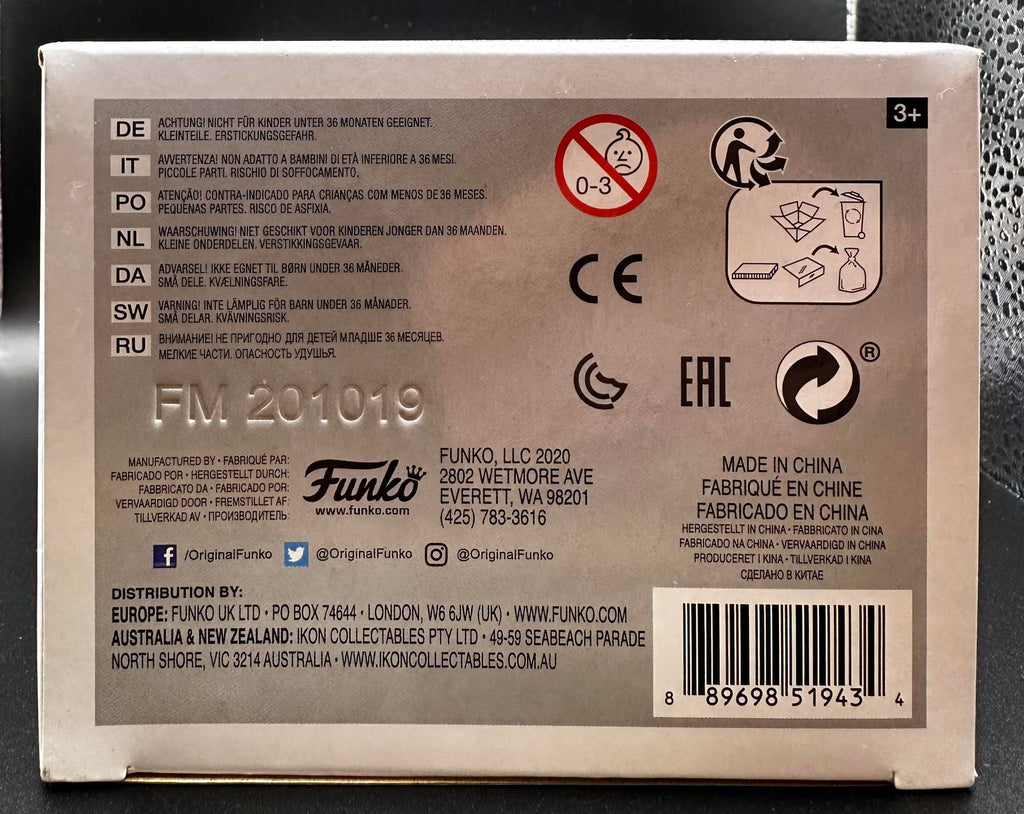 3+
DE
ACHTUNG! NICHT FÜR KINDER UNTER 36 MONATEN GEEIGNET.
KLEINTEILE. ERSTICKUNGSGEFAHR.
IT
AVVERTENZA! NON ADATTO A BAMBINI DI ETÀ INFERIORE A 36 MESI.
PICCOLE PARTI. RISCHIO DI SOFFOCAMENTO.
PO
ATENÇÃO! CONTRA-INDICADO PARA CRIANÇAS COM MENOS DE 36 MESES.
PEQUENAS PARTES. RISCO DE ASFIXIA.
NL
WAARSCHUWING! NIET GESCHIKT VOOR KINDEREN JONGER DAN 36 MAANDEN.
KLEINE ONDERDELEN. VERSTIKKINGSGEVAAR.
DA
ADVARSEL! IKKE EGNET TIL BØRN UNDER 36 MÅNEDER.
SMÅ DELE. KVÆLNINGSFARE.
SW
VARNING! INTE LÄMPLIG FÖR BARN UNDER 36 MÅNADER.
SMÅ DELAR. KVÄVNINGSRISK.
RU
ВНИМАНИЕ! НЕ ПРИГОДНО ДЛЯ ДЕТЕЙ МЛАДШЕ 36 МЕСЯЦЕВ.
МЕЛКИЕ ЧАСТИ. ОПАСНОСТЬ УДУШЬЯ.
0-3
CE
EAC
®
FM 201019
MANUFACTURED BY • FABRIQUÉ PAR:
FABRICADO POR • HERGESTELLT DURCH:
FABBRICATO DA • FABRICADO POR:
VERVAARDIGD DOOR • FREMSTILLET AF:
TILLVERKAD AV • ПРОИЗВОДИТЕЛЬ:
Funko
www.funko.com
FUNKO, LLC 2020
2802 WETMORE AVE
EVERETT, WA 98201
(425) 783-3616
MADE IN CHINA
FABRIQUÉ EN CHINE
FABRICADO EN CHINA
HERGESTELLT IN CHINA • FABBRICATO IN CINA
FABRICADO NA CHINA • VERVAARDIGD IN CHINA
PRODUCERET I KINA • TILLVERKAD I KINA
СДЕЛАНО В КИТАЕ
f /OriginalFunko @OriginalFunko @OriginalFunko
DISTRIBUTION BY:
EUROPE: FUNKO UK LTD • PO BOX 74644 • LONDON, W6 6JW (UK) • WWW.FUNKO.COM
AUSTRALIA & NEW ZEALAND: IKON COLLECTABLES PTY LTD • 49-59 SEABEACH PARADE
NORTH SHORE, VIC 3214 AUSTRALIA • WWW.IKONCOLLECTABLES.COM.AU
8 89698 51943 4